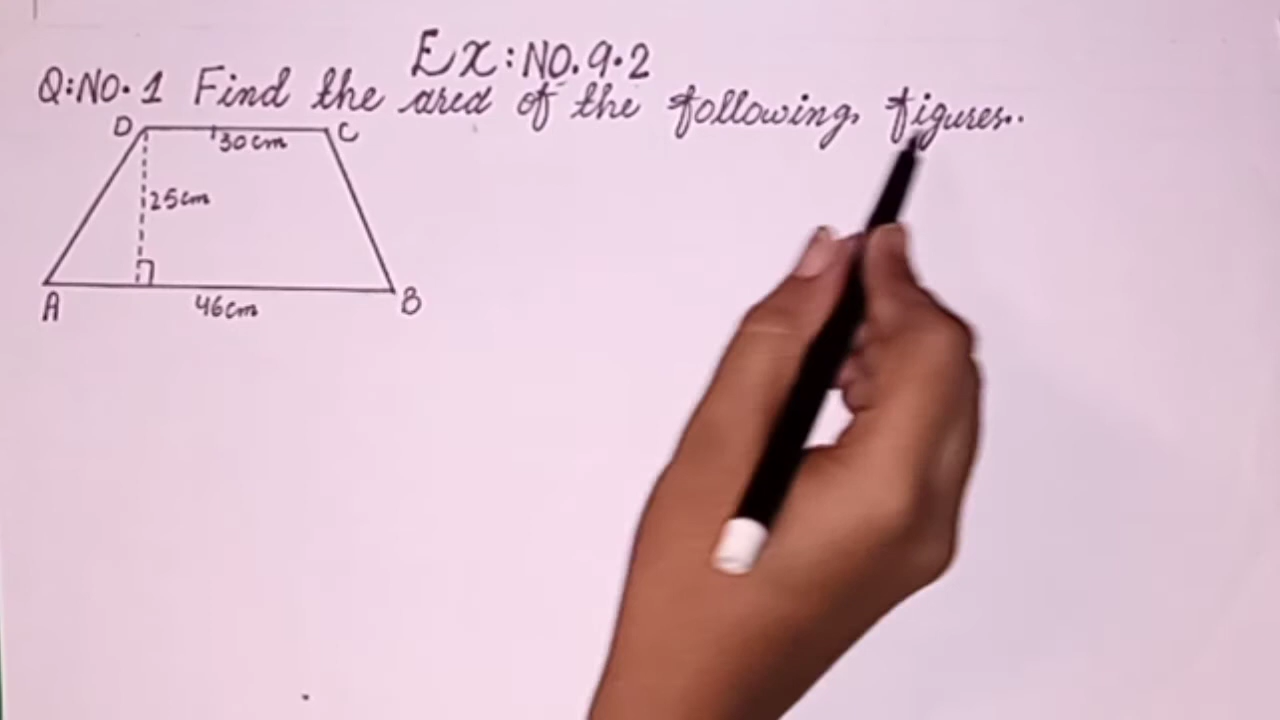 Ex: NO. 9.2
Q:NO. 1 Find the area of the following figures.
D 30cm C
25cm
A 46cm B